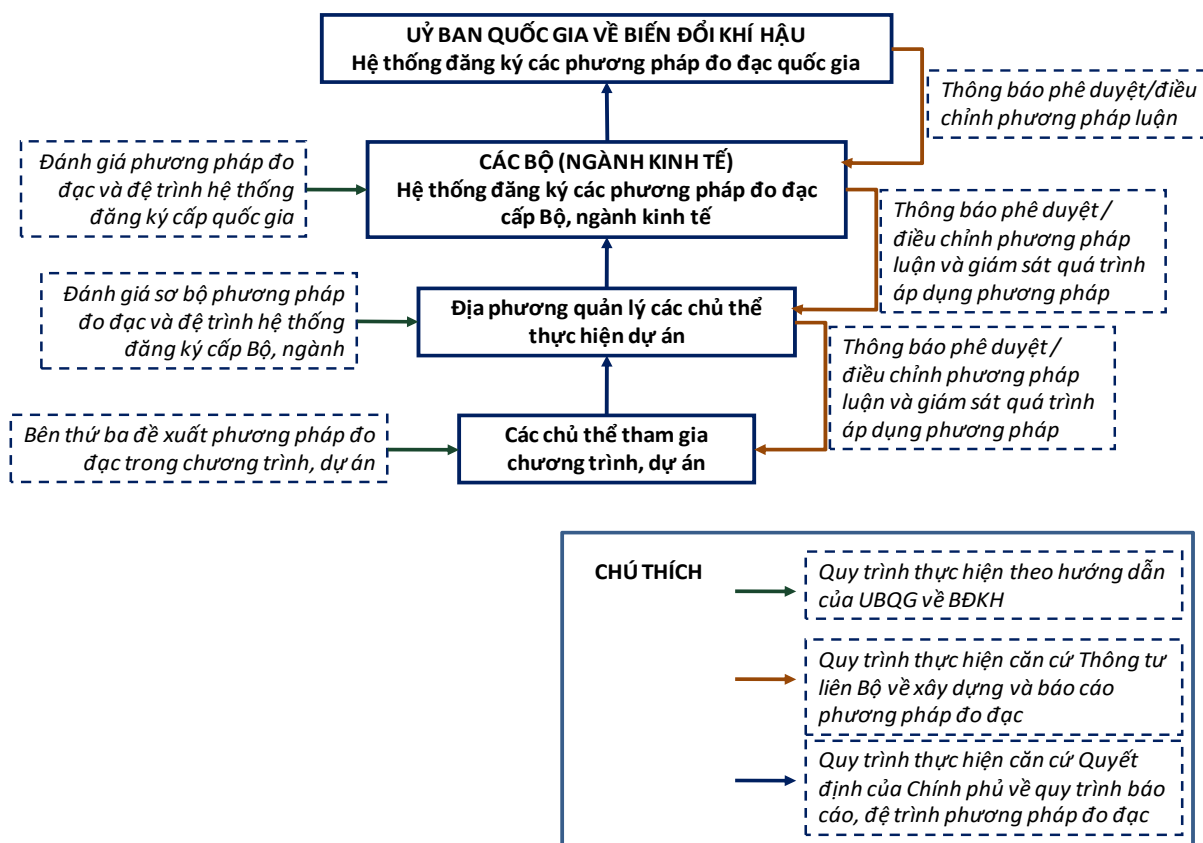 UỶ BAN QUỐC GIA VỀ BIẾN ĐỔI KHÍ HẬU
Hệ thống đăng ký các phương pháp đo đạc quốc gia
Thông báo phê duyệt/điều
chỉnh phương pháp luận
Đánh giá phương pháp đo
đạc và đệ trình hệ thống
đăng ký cấp quốc gia
CÁC BỘ (NGÀNH KINH TẾ)
Hệ thống đăng ký các phương pháp đo đạc
cấp Bộ, ngành kinh tế
Thông báo phê duyệt /
điều chỉnh phương pháp
luận và giám sát quá trình
áp dụng phương pháp
Đánh giá sơ bộ phương pháp
đo đạc và đệ trình hệ thống
đăng ký cấp Bộ, ngành
Địa phương quản lý các chủ thể
thực hiện dự án
Thông báo phê duyệt /
điều chỉnh phương pháp
luận và giám sát quá trình
áp dụng phương pháp
Bên thứ ba đề xuất phương pháp đo
đạc trong chương trình, dự án
Các chủ thể tham gia
chương trình, dự án
CHÚ THÍCH
Quy trình thực hiện theo hướng dẫn
của UBQG về BĐKH
Quy trình thực hiện căn cứ Thông tư
liên Bộ về xây dựng và báo cáo
phương pháp đo đạc
Quy trình thực hiện căn cứ Quyết
định của Chính phủ về quy trình báo
cáo, đệ trình phương pháp đo đạc